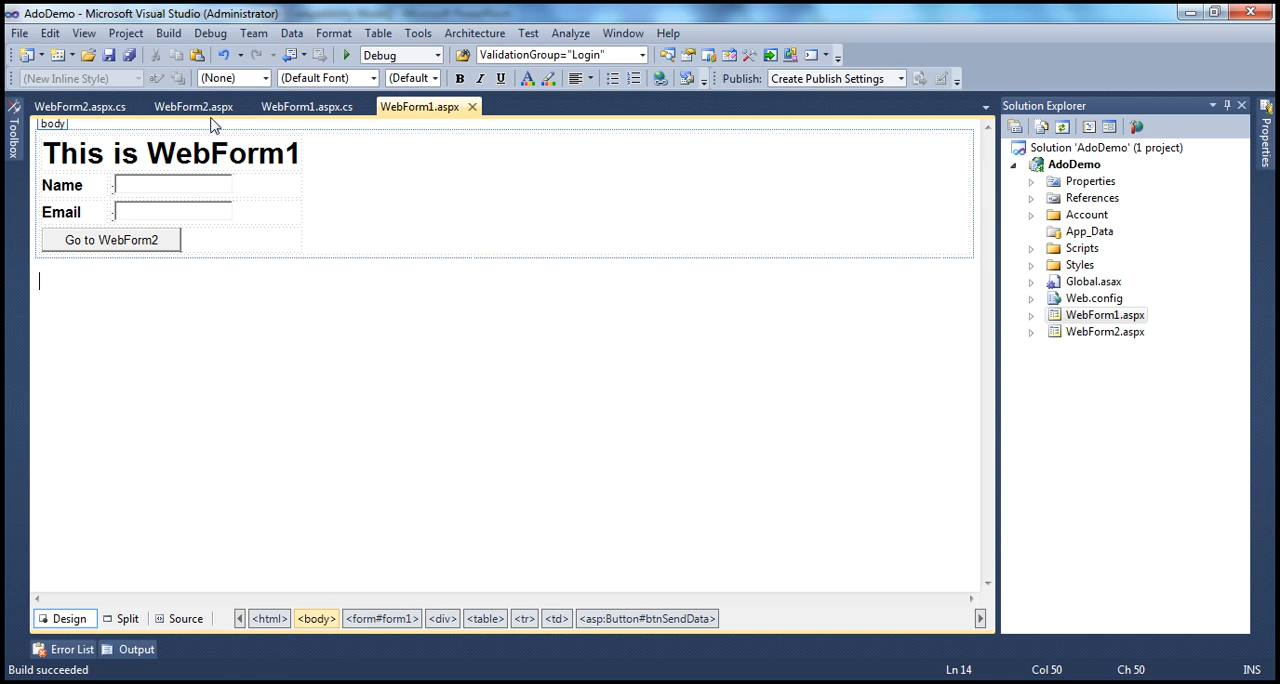 AdoDemo - Microsoft Visual Studio (Administrator)
File Edit View Project Build Debug Team Data Format Table Tools Architecture Test Analyze Window Help
Debug ValidationGroup="Login"
(New Inline Style) (None) (Default Font) (Default B I U A Publish: Create Publish Settings
Toolbox
WebForm2.aspx.cs WebForm2.aspx WebForm1.aspx.cs WebForm1.aspx
body
This is WebForm1
Name :
Email :
Go to WebForm2
Design Split Source <html> <body> <form#form1> <div> <table> <tr> <td> <asp:Button#btnSendData>
Solution Explorer
Solution 'AdoDemo' (1 project)
AdoDemo
Properties
References
Account
App_Data
Scripts
Styles
Global.asax
Web.config
WebForm1.aspx
WebForm2.aspx
Properties
Error List Output
Build succeeded Ln 14 Col 50 Ch 50 INS